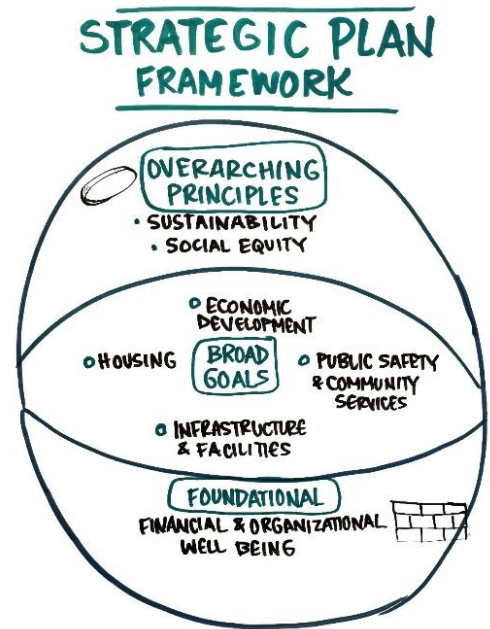 STRATEGIC PLAN
FRAMEWORK
OVERARCHING
PRINCIPLES
• SUSTAINABILITY
• SOCIAL EQUITY
○ ECONOMIC
DEVELOPMENT
○ HOUSING
BROAD
GOALS
○ PUBLIC SAFETY
& COMMUNITY
SERVICES
○ INFRASTRUCTURE
& FACILITIES
FOUNDATIONAL
FINANCIAL & ORGANIZATIONAL
WELL BEING